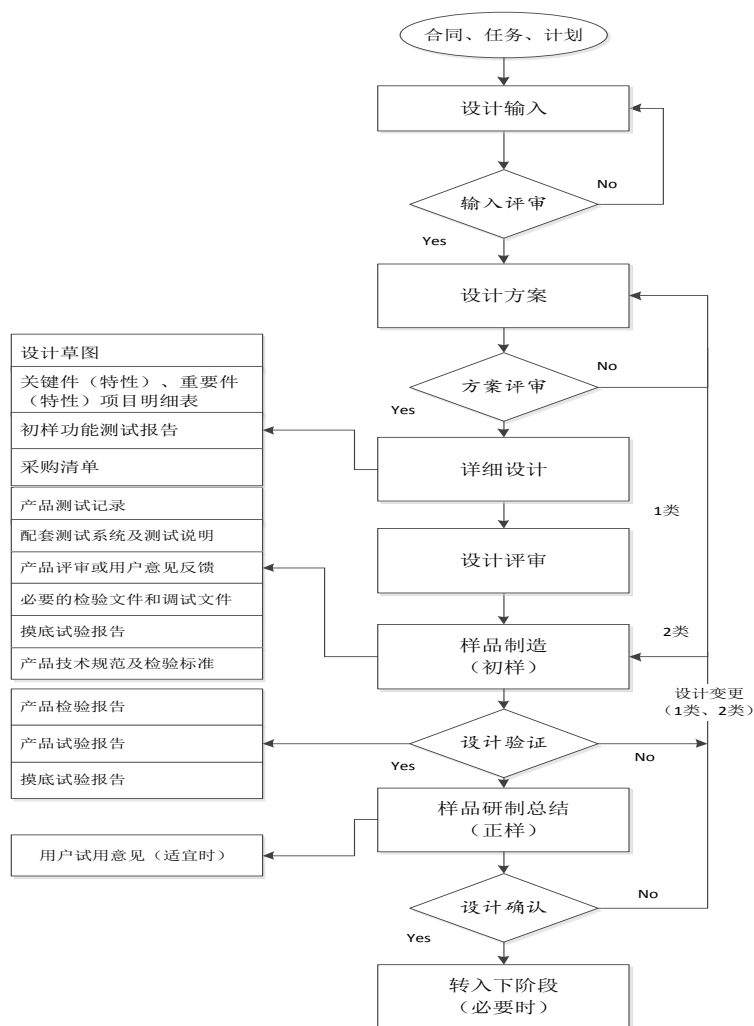 合同、任务、计划
设计输入
No
输入评审
Yes
设计方案
No
方案评审
Yes
设计草图
关键件（特性）、重要件
（特性）项目明细表
初样功能测试报告
采购清单
详细设计
1类
产品测试记录
配套测试系统及测试说明
产品评审或用户意见反馈
必要的检验文件和调试文件
摸底试验报告
产品技术规范及检验标准
设计评审
2类
样品制造
（初样）
设计变更
（1类、2类）
产品检验报告
产品试验报告
摸底试验报告
设计验证
Yes
No
样品研制总结
（正样）
用户试用意见（适宜时）
设计确认
No
Yes
转入下阶段
（必要时）